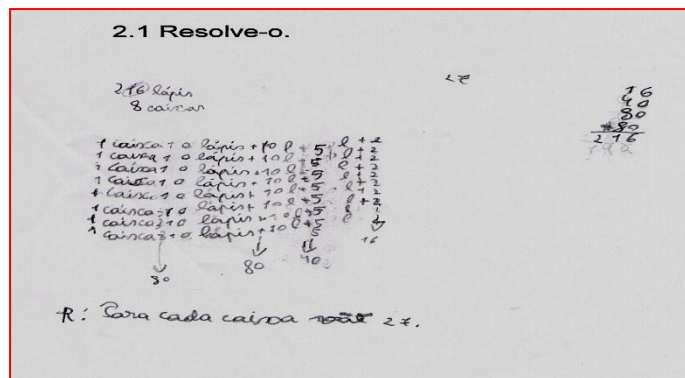 2.1 Resolve-o.
27
216 lápis
8 caixas
16
40
80
+80
216
1 caixa 10 lápis + 10 l + 5 l + 2
1 caixa 10 lápis + 10 l + 5 l + 2
1 caixa 10 lápis + 10 l + 5 l + 2
1 caixa 10 lápis + 10 l + 5 l + 2
1 caixa 10 lápis + 10 l + 5 l + 2
1 caixa 10 lápis + 10 l + 5 l + 2
1 caixa 10 lápis + 10 l + 5 l
1 caixa 10 lápis + 10 l + 5
16
80 80 40
R: Para cada caixa 27.